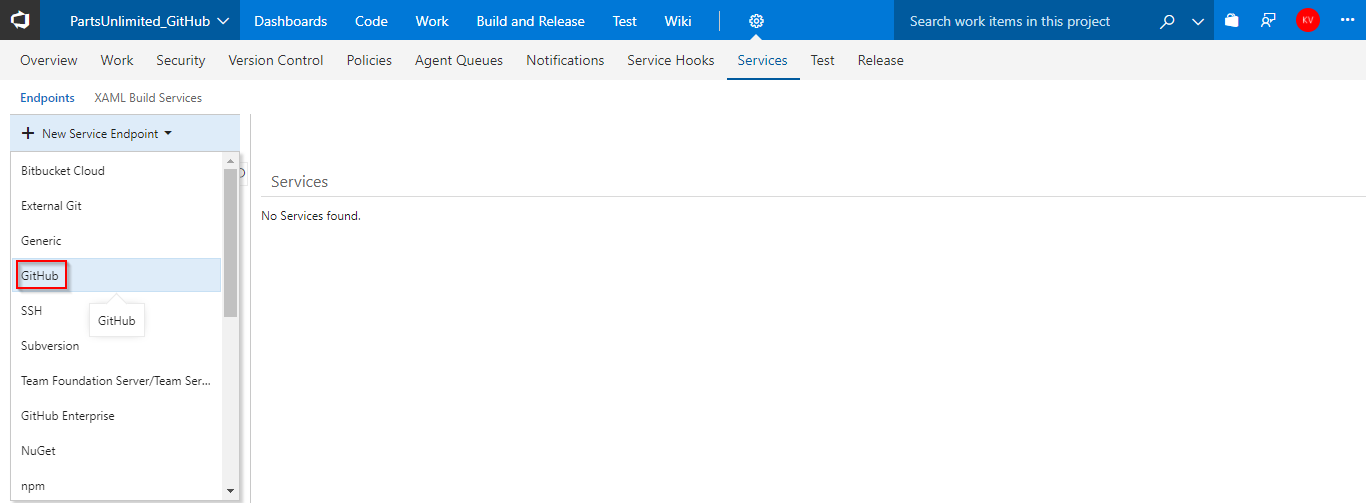 PartsUnlimited_GitHub Dashboards Code Work Build and Release Test Wiki Search work items in this project KV
Overview Work Security Version Control Policies Agent Queues Notifications Service Hooks Services Test Release
Endpoints XAML Build Services
+ New Service Endpoint
Bitbucket Cloud
Services
External Git
No Services found.
Generic
GitHub
SSH
GitHub
Subversion
Team Foundation Server/Team Ser...
GitHub Enterprise
NuGet
npm